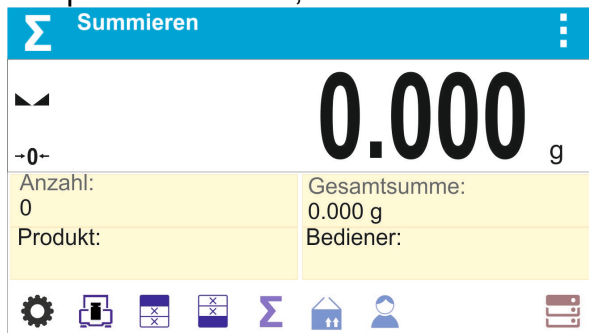 Σ Summieren
0.000 g
→0←
Anzahl:
0
Gesamtsumme:
0.000 g
Produkt:
Bediener:
Σ